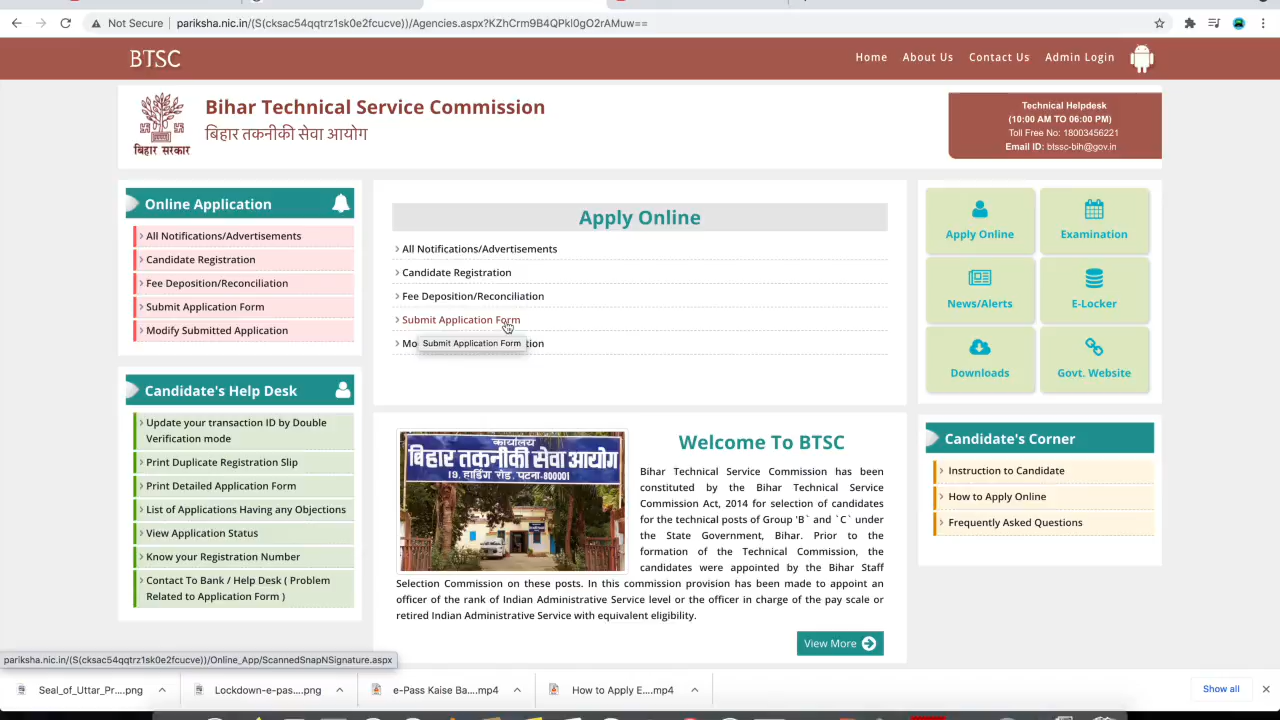 Not Secure
pariksha.nic.in/(S(cksac54qqtrz1sk0e2fcucve))/Agencies.aspx?KZhCrm9B4QPkI0gO2rAMuw==
BTSC
Home
About Us
Contact Us
Admin Login
बिहार सरकार
Bihar Technical Service Commission
बिहार तकनीकी सेवा आयोग
Technical Helpdesk
(10:00 AM TO 06:00 PM)
Toll Free No: 18003456221
Email ID: btssc-bih@gov.in
Online Application
All Notifications/Advertisements
Candidate Registration
Fee Deposition/Reconciliation
Submit Application Form
Modify Submitted Application
Candidate's Help Desk
Update your transaction ID by Double
Verification mode
Print Duplicate Registration Slip
Print Detailed Application Form
List of Applications Having any Objections
View Application Status
Know your Registration Number
Contact To Bank / Help Desk ( Problem
Related to Application Form )
Apply Online
All Notifications/Advertisements
Candidate Registration
Fee Deposition/Reconciliation
Submit Application Form
Submit Application Form
कार्यालय
बिहार तकनीकी सेवा आयोग
19, हार्डिंग रोड, पटना-800001
Welcome To BTSC
Bihar Technical Service Commission has been
constituted by the Bihar Technical Service
Commission Act, 2014 for selection of candidates
for the technical posts of Group 'B` and `C` under
the State Government, Bihar. Prior to the
formation of the Technical Commission, the
candidates were appointed by the Bihar Staff
Selection Commission on these posts. In this commission provision has been made to appoint an
officer of the rank of Indian Administrative Service level or the officer in charge of the pay scale or
retired Indian Administrative Service with equivalent eligibility.
View More
Apply Online
Examination
News/Alerts
E-Locker
Downloads
Govt. Website
Candidate's Corner
Instruction to Candidate
How to Apply Online
Frequently Asked Questions
pariksha.nic.in/(S(cksac54qqtrz1sk0e2fcucve))/Online_App/ScannedSnapNSignature.aspx
Seal_of_Uttar_Pr....png
Lockdown-e-pas....png
e-Pass Kaise Ba....mp4
How to Apply E....mp4
Show all